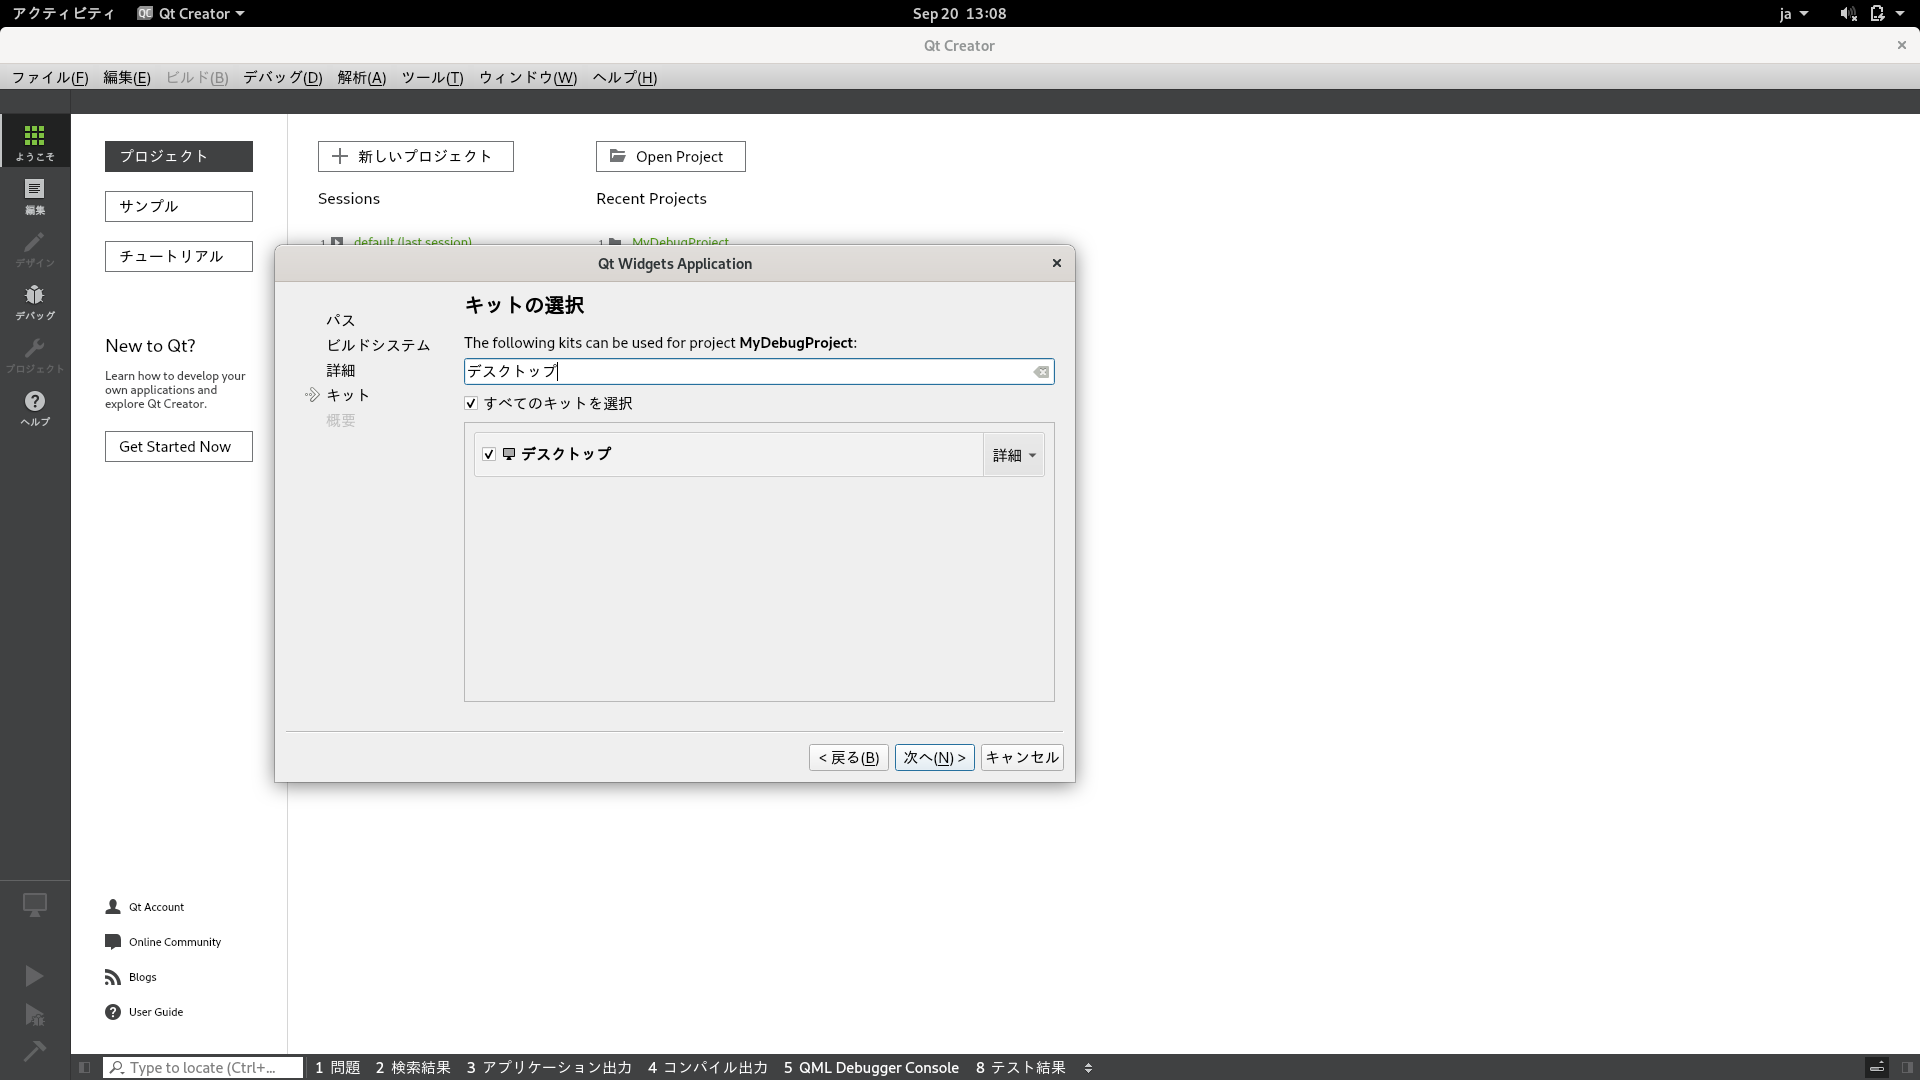 アクティビティ Qt Creator Sep 20 13:08 ja
Qt Creator
ファイル(F) 編集(E) ビルド(B) デバッグ(D) 解析(A) ツール(T) ウィンドウ(W) ヘルプ(H)
ようこそ
編集
デザイン
デバッグ
プロジェクト
ヘルプ
プロジェクト
サンプル
チュートリアル
New to Qt?
Learn how to develop your
own applications and
explore Qt Creator.
Get Started Now
Qt Account
Online Community
Blogs
User Guide
新しいプロジェクト
Open Project
Sessions
Recent Projects
1 default (last session)
1 MyDebugProject
Qt Widgets Application
パス
ビルドシステム
詳細
キット
概要
キットの選択
The following kits can be used for project MyDebugProject:
デスクトップ
すべてのキットを選択
デスクトップ
詳細
< 戻る(B)
次へ(N) >
キャンセル
Type to locate (Ctrl+...
1 問題 2 検索結果 3 アプリケーション出力 4 コンパイル出力 5 QML Debugger Console 8 テスト結果